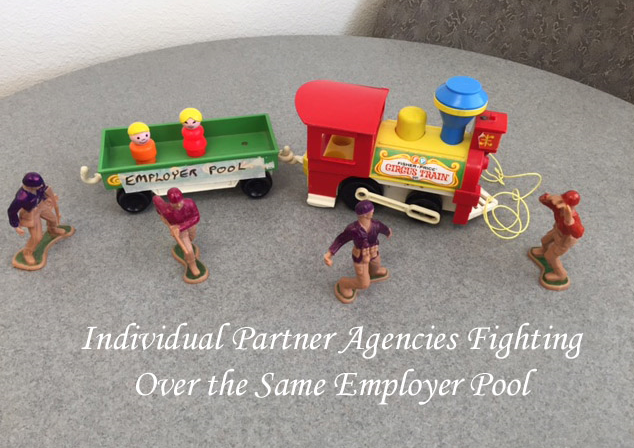 EMPLOYER POOL
FISHER-PRICE
CIRCUS TRAIN
Individual Partner Agencies Fighting
Over the Same Employer Pool